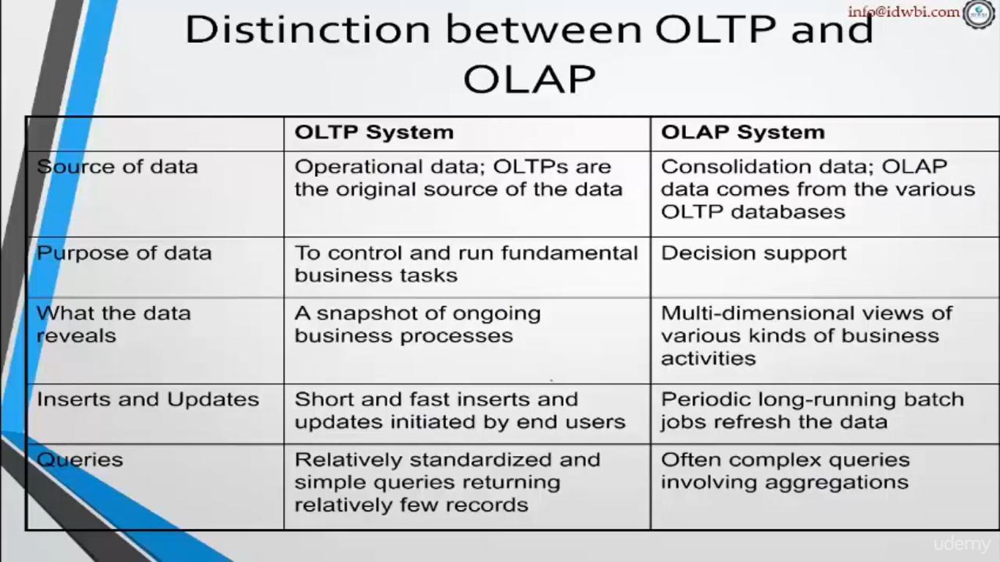 info@idwbi.com
Distinction between OLTP and
OLAP
OLTP System
OLAP System
Source of data
Operational data; OLTPs are
the original source of the data
Consolidation data; OLAP
data comes from the various
OLTP databases
Purpose of data
To control and run fundamental
business tasks
Decision support
What the data
reveals
A snapshot of ongoing
business processes
Multi-dimensional views of
various kinds of business
activities
Inserts and Updates
Short and fast inserts and
updates initiated by end users
Periodic long-running batch
jobs refresh the data
Queries
Relatively standardized and
simple queries returning
relatively few records
Often complex queries
involving aggregations
udemy